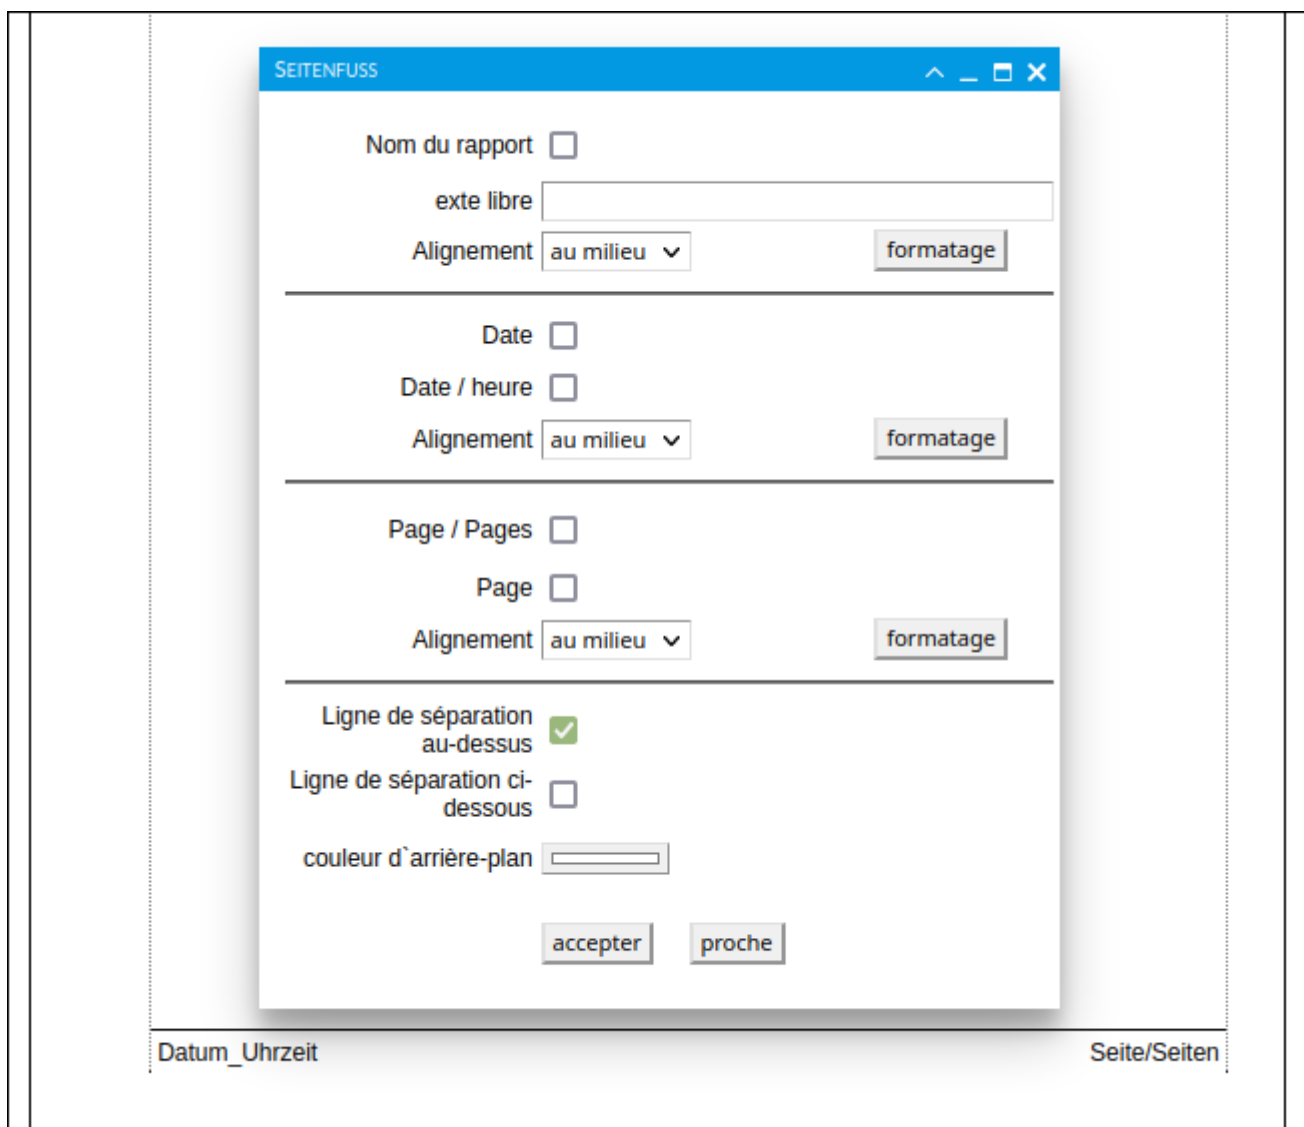 SEITENFUSS
Nom du rapport
exte libre
Alignement au milieu formatage
Date
Date / heure
Alignement au milieu formatage
Page / Pages
Page
Alignement au milieu formatage
Ligne de séparation
au-dessus
Ligne de séparation ci-
dessous
couleur d`arrière-plan
accepter proche
Datum_Uhrzeit Seite/Seiten